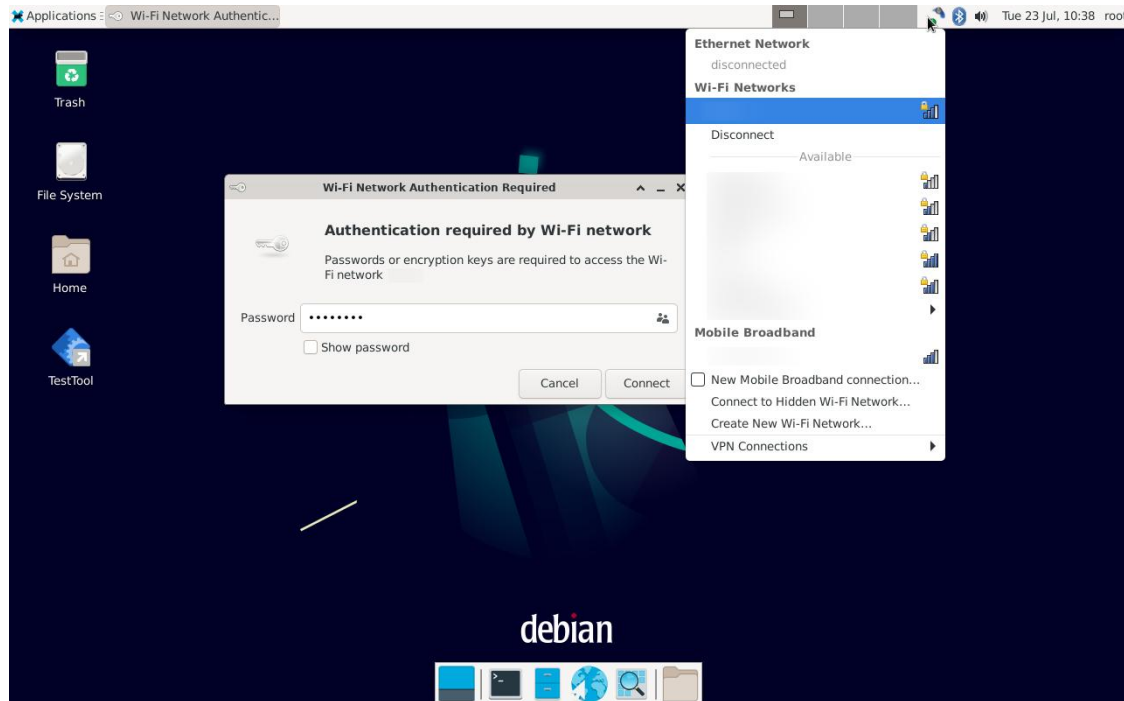 Applications
Wi-Fi Network Authentic...
Tue 23 Jul, 10:38
Trash
File System
Home
TestTool
Wi-Fi Network Authentication Required
Authentication required by Wi-Fi network
Passwords or encryption keys are required to access the Wi-
Fi network
Password
••••••••
Show password
Cancel
Connect
Ethernet Network
disconnected
Wi-Fi Networks
Disconnect
Available
Mobile Broadband
New Mobile Broadband connection...
Connect to Hidden Wi-Fi Network...
Create New Wi-Fi Network...
VPN Connections
debian